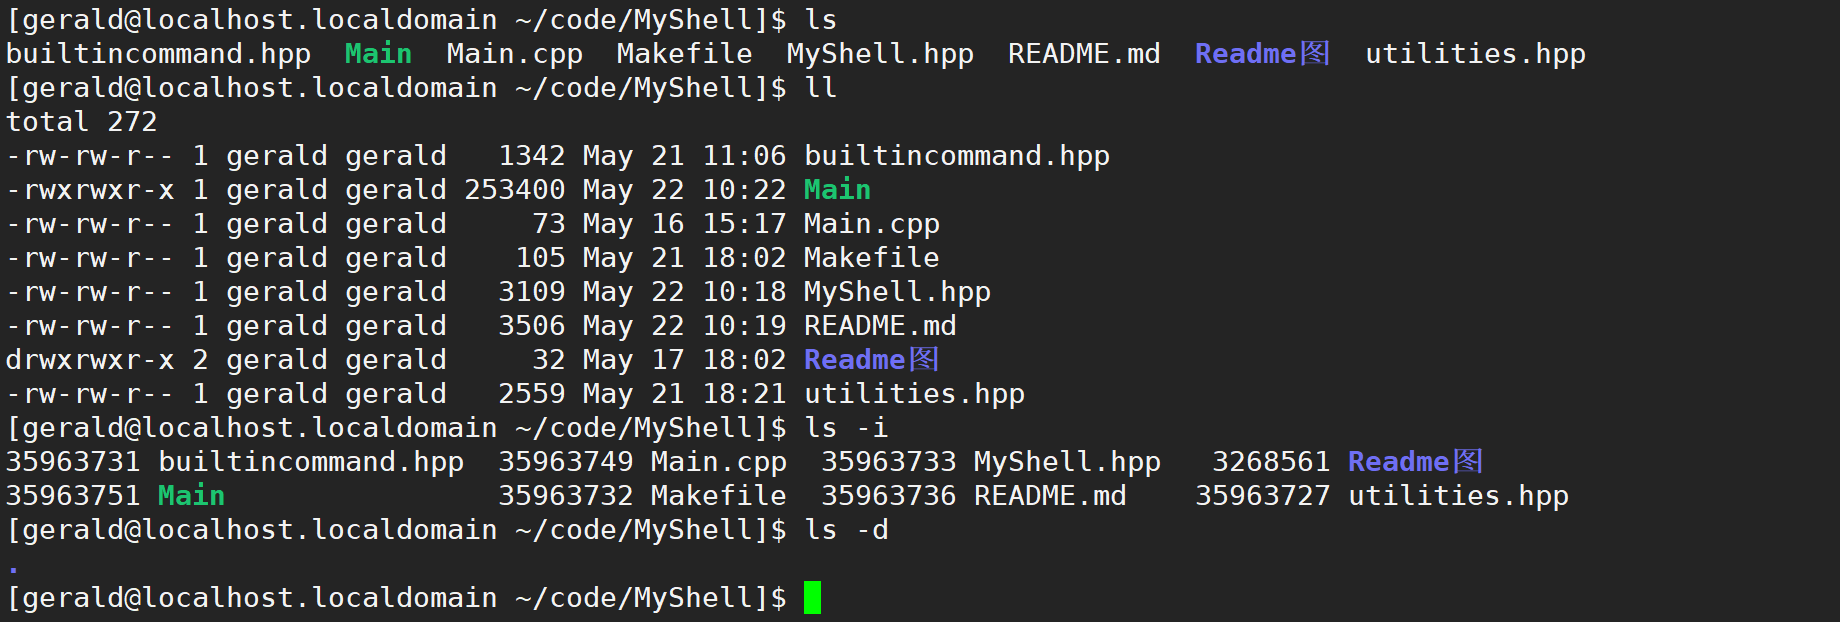 [gerald@localhost.localdomain ~/code/MyShell]$ ls
builtincommand.hpp  Main  Main.cpp  Makefile  MyShell.hpp  README.md  Readme图  utilities.hpp
[gerald@localhost.localdomain ~/code/MyShell]$ ll
total 272
-rw-rw-r-- 1 gerald gerald   1342 May 21 11:06 builtincommand.hpp
-rwxrwxr-x 1 gerald gerald 253400 May 22 10:22 Main
-rw-rw-r-- 1 gerald gerald     73 May 16 15:17 Main.cpp
-rw-rw-r-- 1 gerald gerald    105 May 21 18:02 Makefile
-rw-rw-r-- 1 gerald gerald   3109 May 22 10:18 MyShell.hpp
-rw-rw-r-- 1 gerald gerald   3506 May 22 10:19 README.md
drwxrwxr-x 2 gerald gerald     32 May 17 18:02 Readme图
-rw-rw-r-- 1 gerald gerald   2559 May 21 18:21 utilities.hpp
[gerald@localhost.localdomain ~/code/MyShell]$ ls -i
35963731 builtincommand.hpp  35963749 Main.cpp  35963733 MyShell.hpp   3268561 Readme图
35963751 Main                35963732 Makefile  35963736 README.md    35963727 utilities.hpp
[gerald@localhost.localdomain ~/code/MyShell]$ ls -d
.
[gerald@localhost.localdomain ~/code/MyShell]$